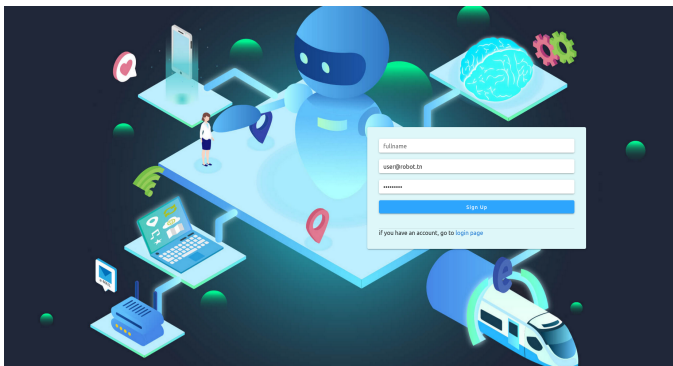 fullname
user@robot.tn
•••••••••
Sign Up
if you have an account, go to login page